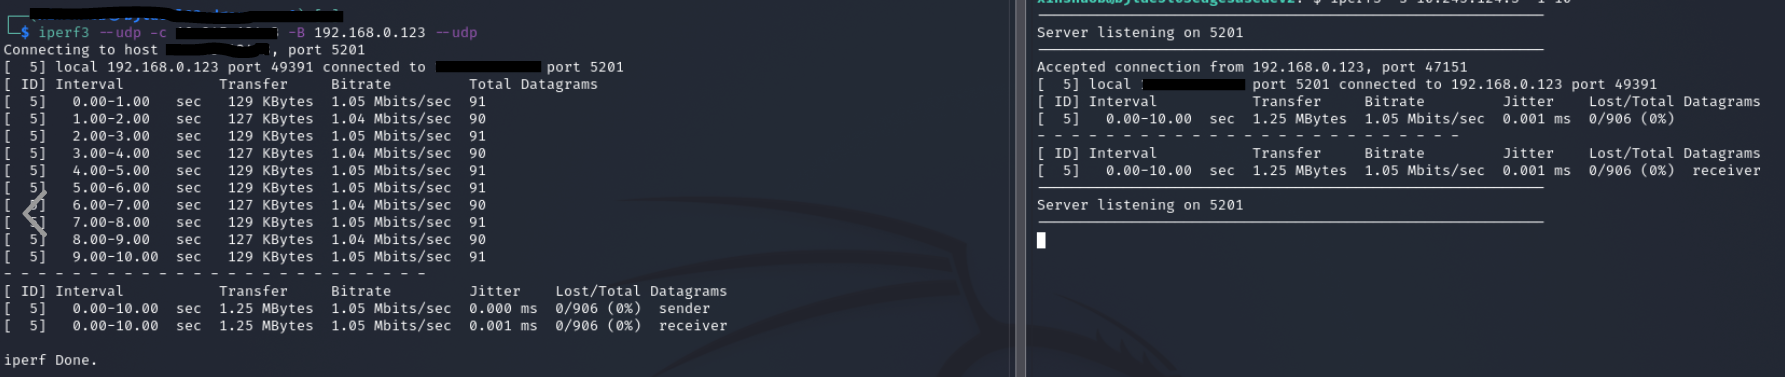 └─$ iperf3 --udp -c -B 192.168.0.123 --udp
Connecting to host , port 5201
[  5] local 192.168.0.123 port 49391 connected to port 5201
[ ID] Interval Transfer Bitrate Total Datagrams
[  5] 0.00-1.00 sec 129 KBytes 1.05 Mbits/sec 91
[  5] 1.00-2.00 sec 127 KBytes 1.04 Mbits/sec 90
[  5] 2.00-3.00 sec 129 KBytes 1.05 Mbits/sec 91
[  5] 3.00-4.00 sec 127 KBytes 1.04 Mbits/sec 90
[  5] 4.00-5.00 sec 129 KBytes 1.05 Mbits/sec 91
[  5] 5.00-6.00 sec 129 KBytes 1.05 Mbits/sec 91
[  5] 6.00-7.00 sec 127 KBytes 1.04 Mbits/sec 90
[  5] 7.00-8.00 sec 129 KBytes 1.05 Mbits/sec 91
[  5] 8.00-9.00 sec 127 KBytes 1.04 Mbits/sec 90
[  5] 9.00-10.00 sec 129 KBytes 1.05 Mbits/sec 91
- - - - - - - - - - - - - - - - - - - - - - - - -
[ ID] Interval Transfer Bitrate Jitter Lost/Total Datagrams
[  5] 0.00-10.00 sec 1.25 MBytes 1.05 Mbits/sec 0.000 ms 0/906 (0%) sender
[  5] 0.00-10.00 sec 1.25 MBytes 1.05 Mbits/sec 0.001 ms 0/906 (0%) receiver
iperf Done.
-----------------------------------------------------------
Server listening on 5201
-----------------------------------------------------------
Accepted connection from 192.168.0.123, port 47151
[  5] local port 5201 connected to 192.168.0.123 port 49391
[ ID] Interval Transfer Bitrate Jitter Lost/Total Datagrams
[  5] 0.00-10.00 sec 1.25 MBytes 1.05 Mbits/sec 0.001 ms 0/906 (0%)
- - - - - - - - - - - - - - - - - - - - - - - - -
[ ID] Interval Transfer Bitrate Jitter Lost/Total Datagrams
[  5] 0.00-10.00 sec 1.25 MBytes 1.05 Mbits/sec 0.001 ms 0/906 (0%) receiver
-----------------------------------------------------------
Server listening on 5201
-----------------------------------------------------------